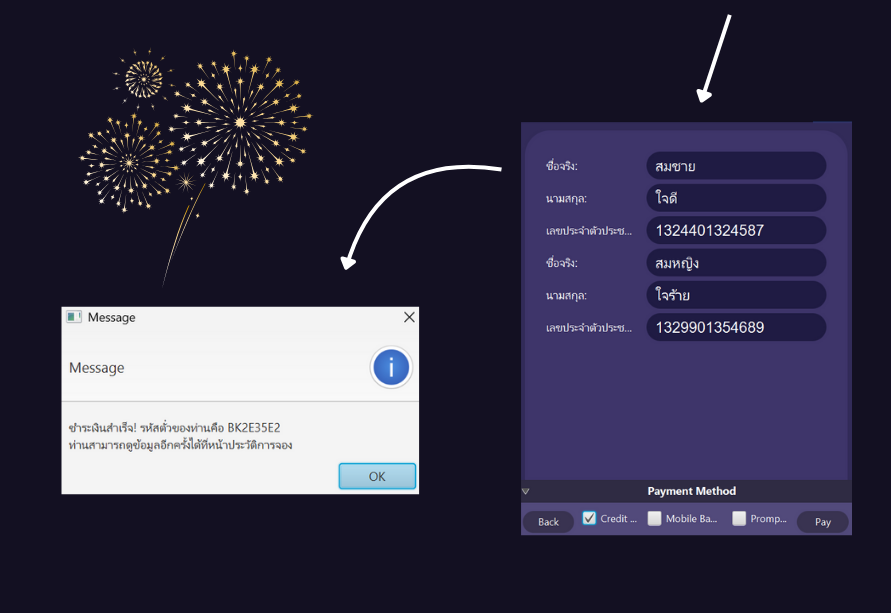 ชื่อจริง: สมชาย
นามสกุล: ใจดี
เลขประจำตัวประช... 1324401324587
ชื่อจริง: สมหญิง
นามสกุล: ใจร้าย
เลขประจำตัวประช... 1329901354689
Payment Method
Back Credit ... Mobile Ba... Promp... Pay
Message
Message
ชำระเงินสำเร็จ! รหัสตั๋วของท่านคือ BK2E35E2
ท่านสามารถดูข้อมูลอีกครั้งได้ที่หน้าประวัติการจอง
OK